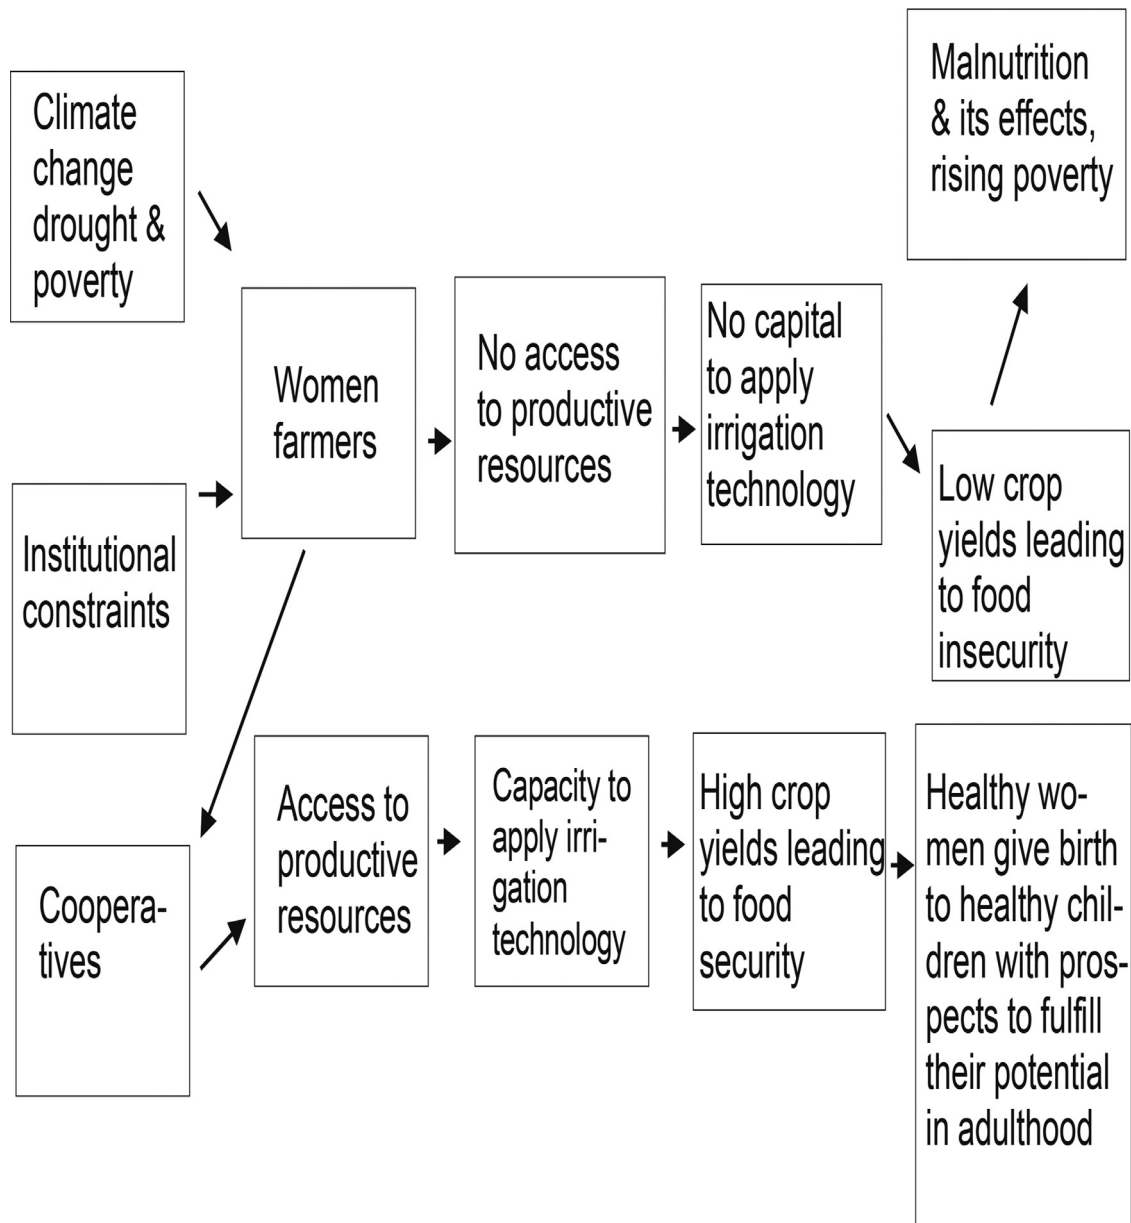 Climate
change
drought &
poverty
Institutional
constraints
Women
farmers
No access
to productive
resources
No capital
to apply
irrigation
technology
Low crop
yields leading
to food
insecurity
Malnutrition
& its effects,
rising poverty
Coopera-
tives
Access to
productive
resources
Capacity to
apply irri-
gation
technology
High crop
yields leading
to food
security
Healthy wo-
men give birth
to healthy chil-
dren with pros-
pects to fulfill
their potential
in adulthood